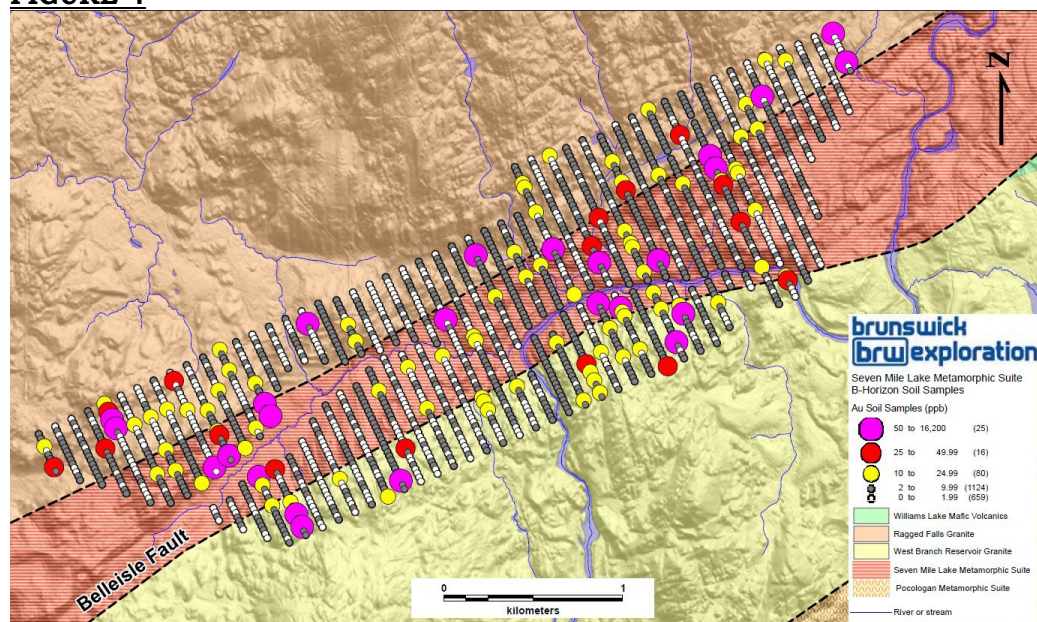 FIGURE 4
N
Belleisle Fault
0
1
kilometers
brunswick
brw exploration
Seven Mile Lake Metamorphic Suite
B-Horizon Soil Samples
Au Soil Samples (ppb)
50 to 16,200 (25)
25 to 49.99 (16)
10 to 24.99 (80)
2 to 9.99 (1124)
0 to 1.99 (659)
Williams Lake Mafic Volcanics
Ragged Falls Granite
West Branch Reservoir Granite
Seven Mile Lake Metamorphic Suite
Pocologan Metamorphic Suite
River or stream